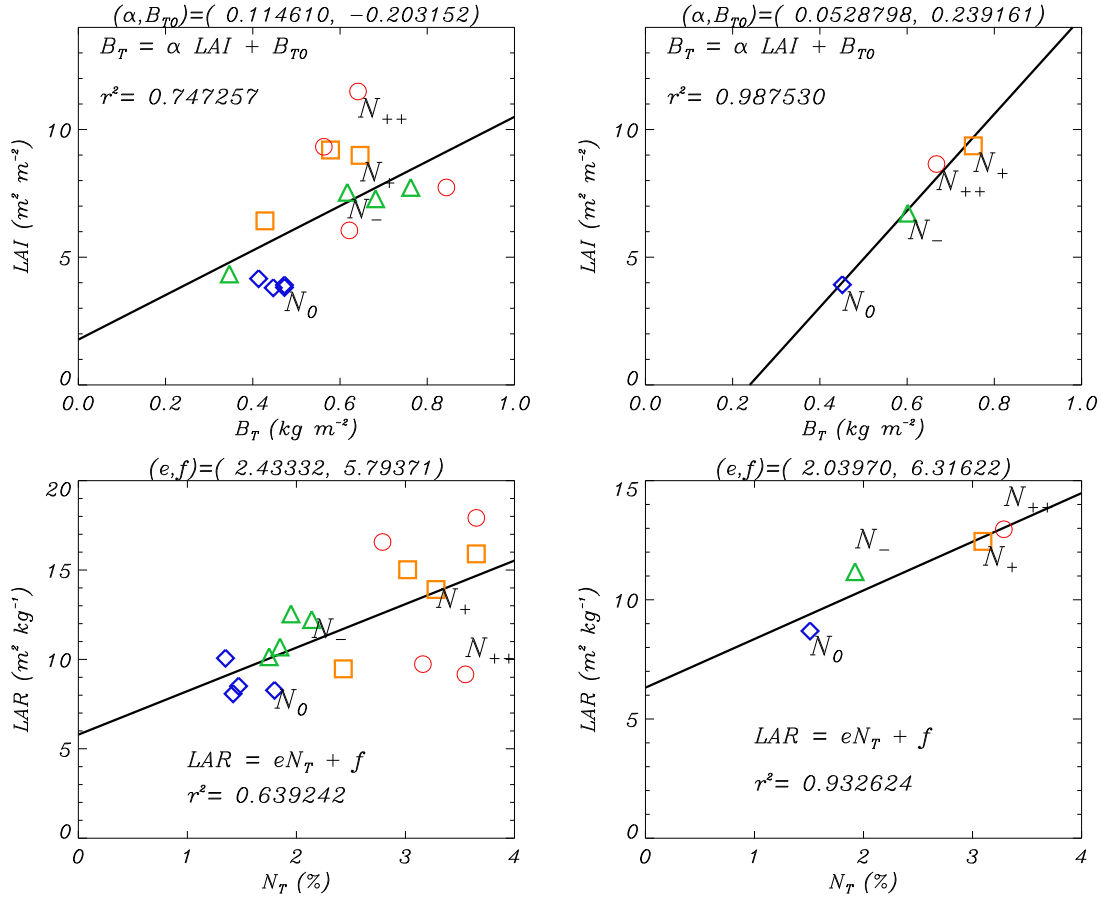 (α,B_T0)=( 0.114610, −0.203152)
B_T = α LAI + B_T0
r²= 0.747257
N_++
N_+
N_−
N_0
10
5
0
LAI (m² m⁻²)
0.0 0.2 0.4 0.6 0.8 1.0
B_T (kg m⁻²)
(α,B_T0)=( 0.0528798, 0.239161)
B_T = α LAI + B_T0
r²= 0.987530
N_+
N_++
N_−
N_0
10
5
0
LAI (m² m⁻²)
0.0 0.2 0.4 0.6 0.8 1.0
B_T (kg m⁻²)
(e,f)=( 2.43332, 5.79371)
20
15
10
5
0
LAR (m² kg⁻¹)
N_+
N_−
N_++
N_0
LAR = eN_T + f
r²= 0.639242
0 1 2 3 4
N_T (%)
(e,f)=( 2.03970, 6.31622)
15
10
5
0
LAR (m² kg⁻¹)
N_++
N_−
N_+
N_0
LAR = eN_T + f
r²= 0.932624
0 1 2 3 4
N_T (%)